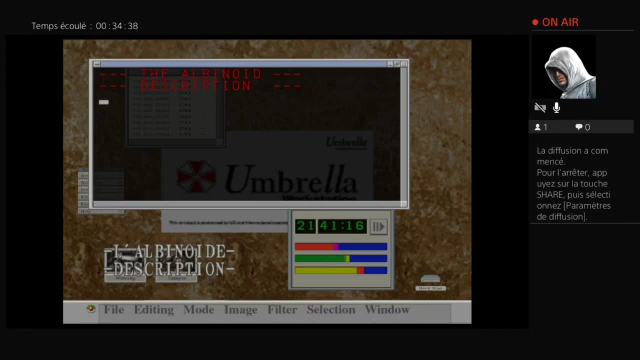 Temps écoulé : 00:34:38
ON AIR
--- THE ALBINOID ---
--- DESCRIPTION ---
Umbrella
Umbrella
21 41:16
-L'ALBINOIDE-
-DESCRIPTION-
File Editing Mode Image Filter Selection Window
1 0
La diffusion a com
mencé.
Pour l'arrêter, app
uyez sur la touche
SHARE, puis sélecti
onnez [Paramètres
de diffusion].